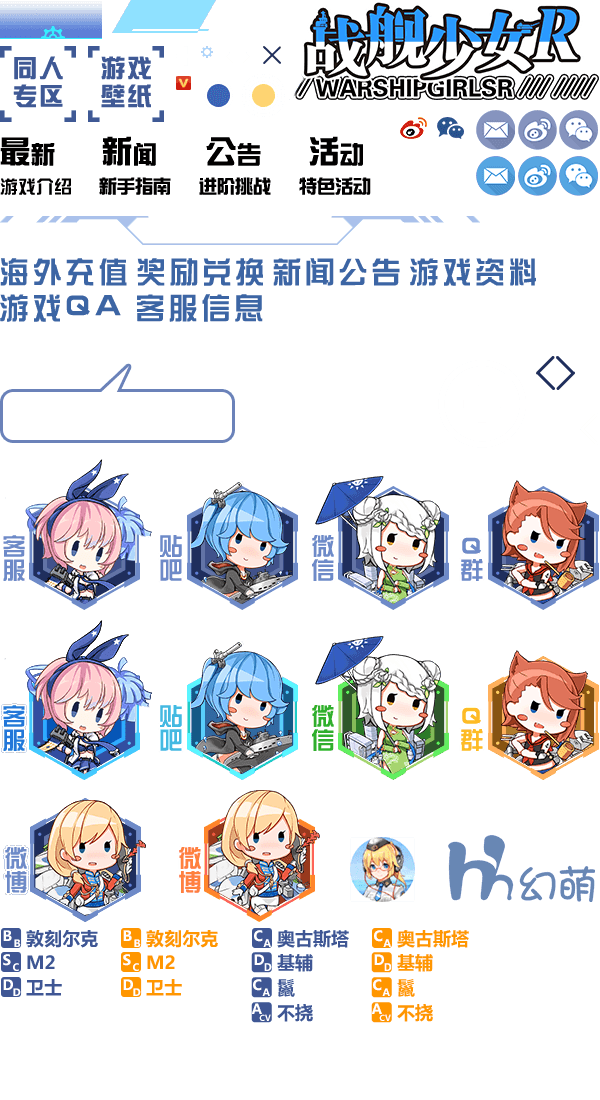 战舰少女R
WARSHIPGIRLSR
同人
专区
游戏
壁纸
V
最新 新闻 公告 活动
游戏介绍 新手指南 进阶挑战 特色活动
海外充值 奖励兑换 新闻公告 游戏资料
游戏QA 客服信息
客服 贴吧 微信 Q群
客服 贴吧 微信 Q群
微博 微博 幻萌
BB 敦刻尔克 BB 敦刻尔克 CA 奥古斯塔 CA 奥古斯塔
SC M2 SC M2 DD 基辅 DD 基辅
DD 卫士 DD 卫士 CA 鬣 CA 鬣
ACV 不挠 ACV 不挠